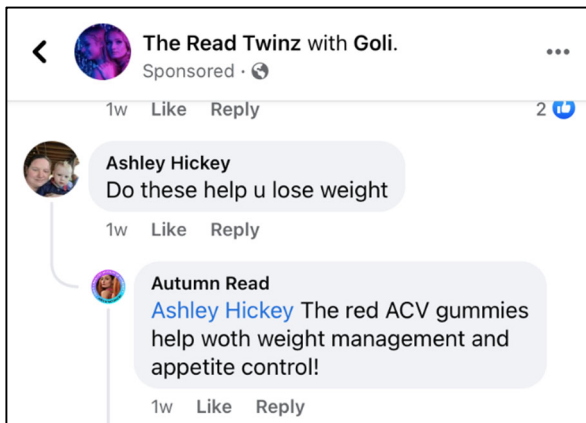 The Read Twinz with Goli.
Sponsored ·
1w Like Reply 2
Ashley Hickey
Do these help u lose weight
1w Like Reply
Autumn Read
Ashley Hickey The red ACV gummies
help woth weight management and
appetite control!
1w Like Reply